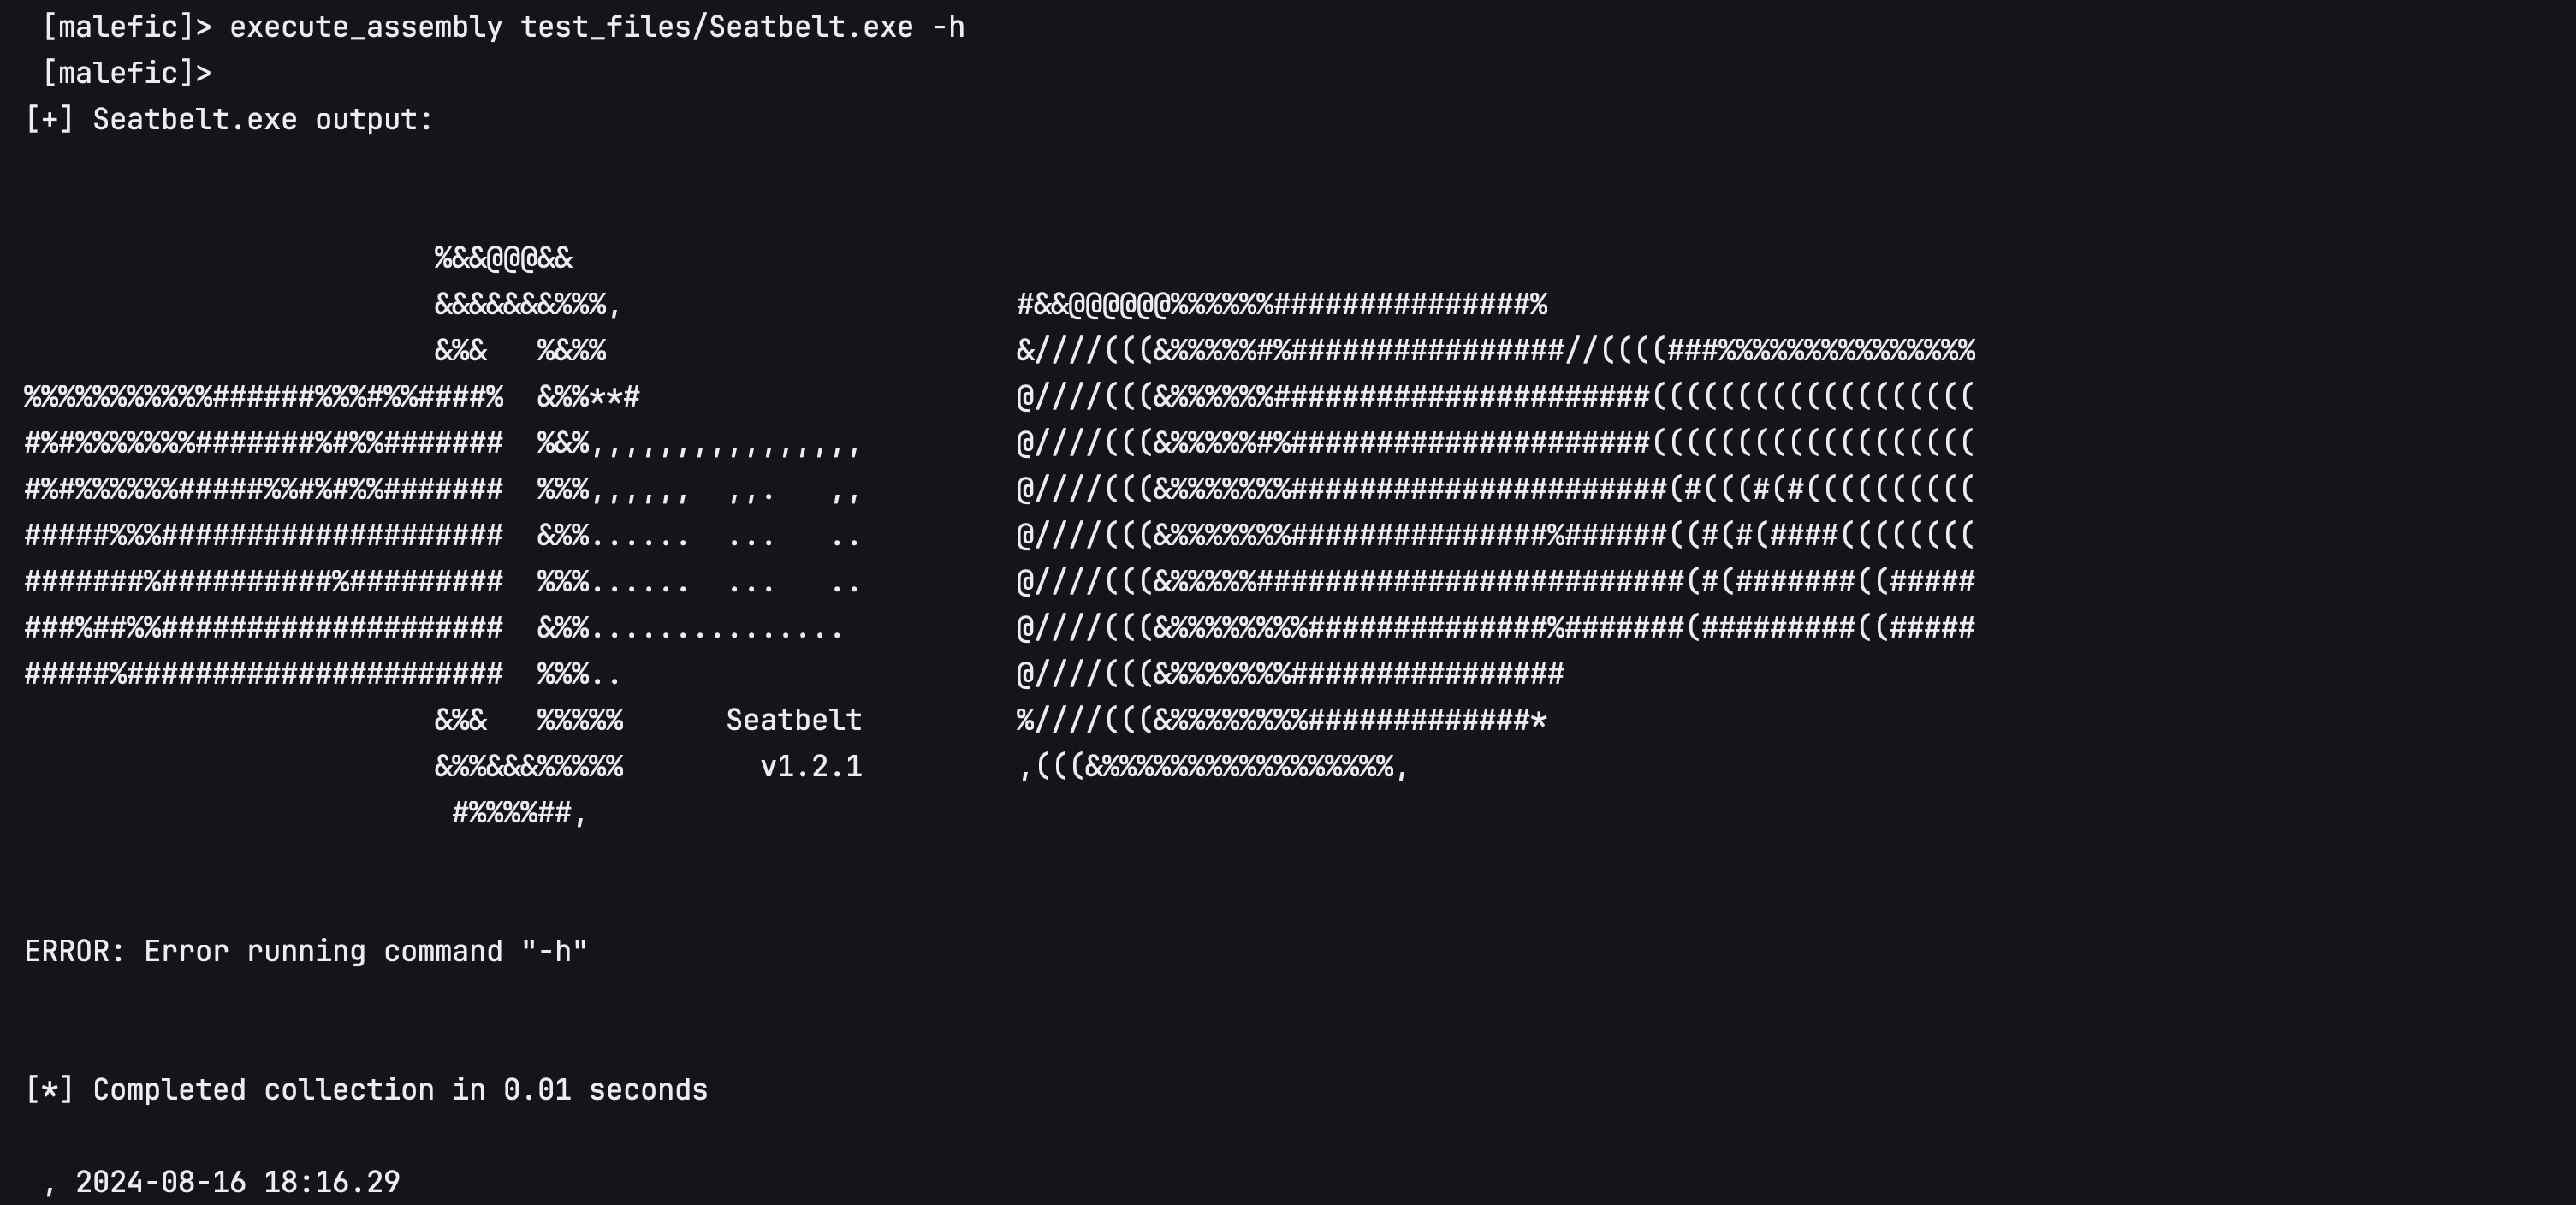 [malefic]> execute_assembly test_files/Seatbelt.exe -h
[malefic]>
[+] Seatbelt.exe output:
                        %&&@@@&&
                        &&&&&&&%%%,                       #&&@@@@@@%%%%%%###############%
                        &%&   %&%%                        &////(((&%%%%%#%################//((((###%%%%%%%%%%%%%%%
%%%%%%%%%%%######%%%#%%####%  &%%**#                      @////(((&%%%%%%######################(((((((((((((((((((
#%#%%%%%%%#######%#%%#######  %&%,,,,,,,,,,,,,,,,         @////(((&%%%%%#%#####################(((((((((((((((((((
#%#%%%%%%#####%%#%#%%#######  %%%,,,,,,  ,,.   ,,         @////(((&%%%%%%%######################(#(((#(#((((((((((
#####%%%####################  &%%......  ...   ..         @////(((&%%%%%%%###############%######((#(#(####((((((((
#######%##########%#########  %%%......  ...   ..         @////(((&%%%%%#########################(#(#######((#####
###%##%%####################  &%%...............          @////(((&%%%%%%%%##############%#######(#########((#####
#####%######################  %%%..                       @////(((&%%%%%%%################
                        &%&   %%%%%      Seatbelt         %////(((&%%%%%%%%#############*
                        &%%&&&%%%%%        v1.2.1         ,(((&%%%%%%%%%%%%%%%%%,
                         #%%%%##,
ERROR: Error running command "-h"
[*] Completed collection in 0.01 seconds
, 2024-08-16 18:16.29